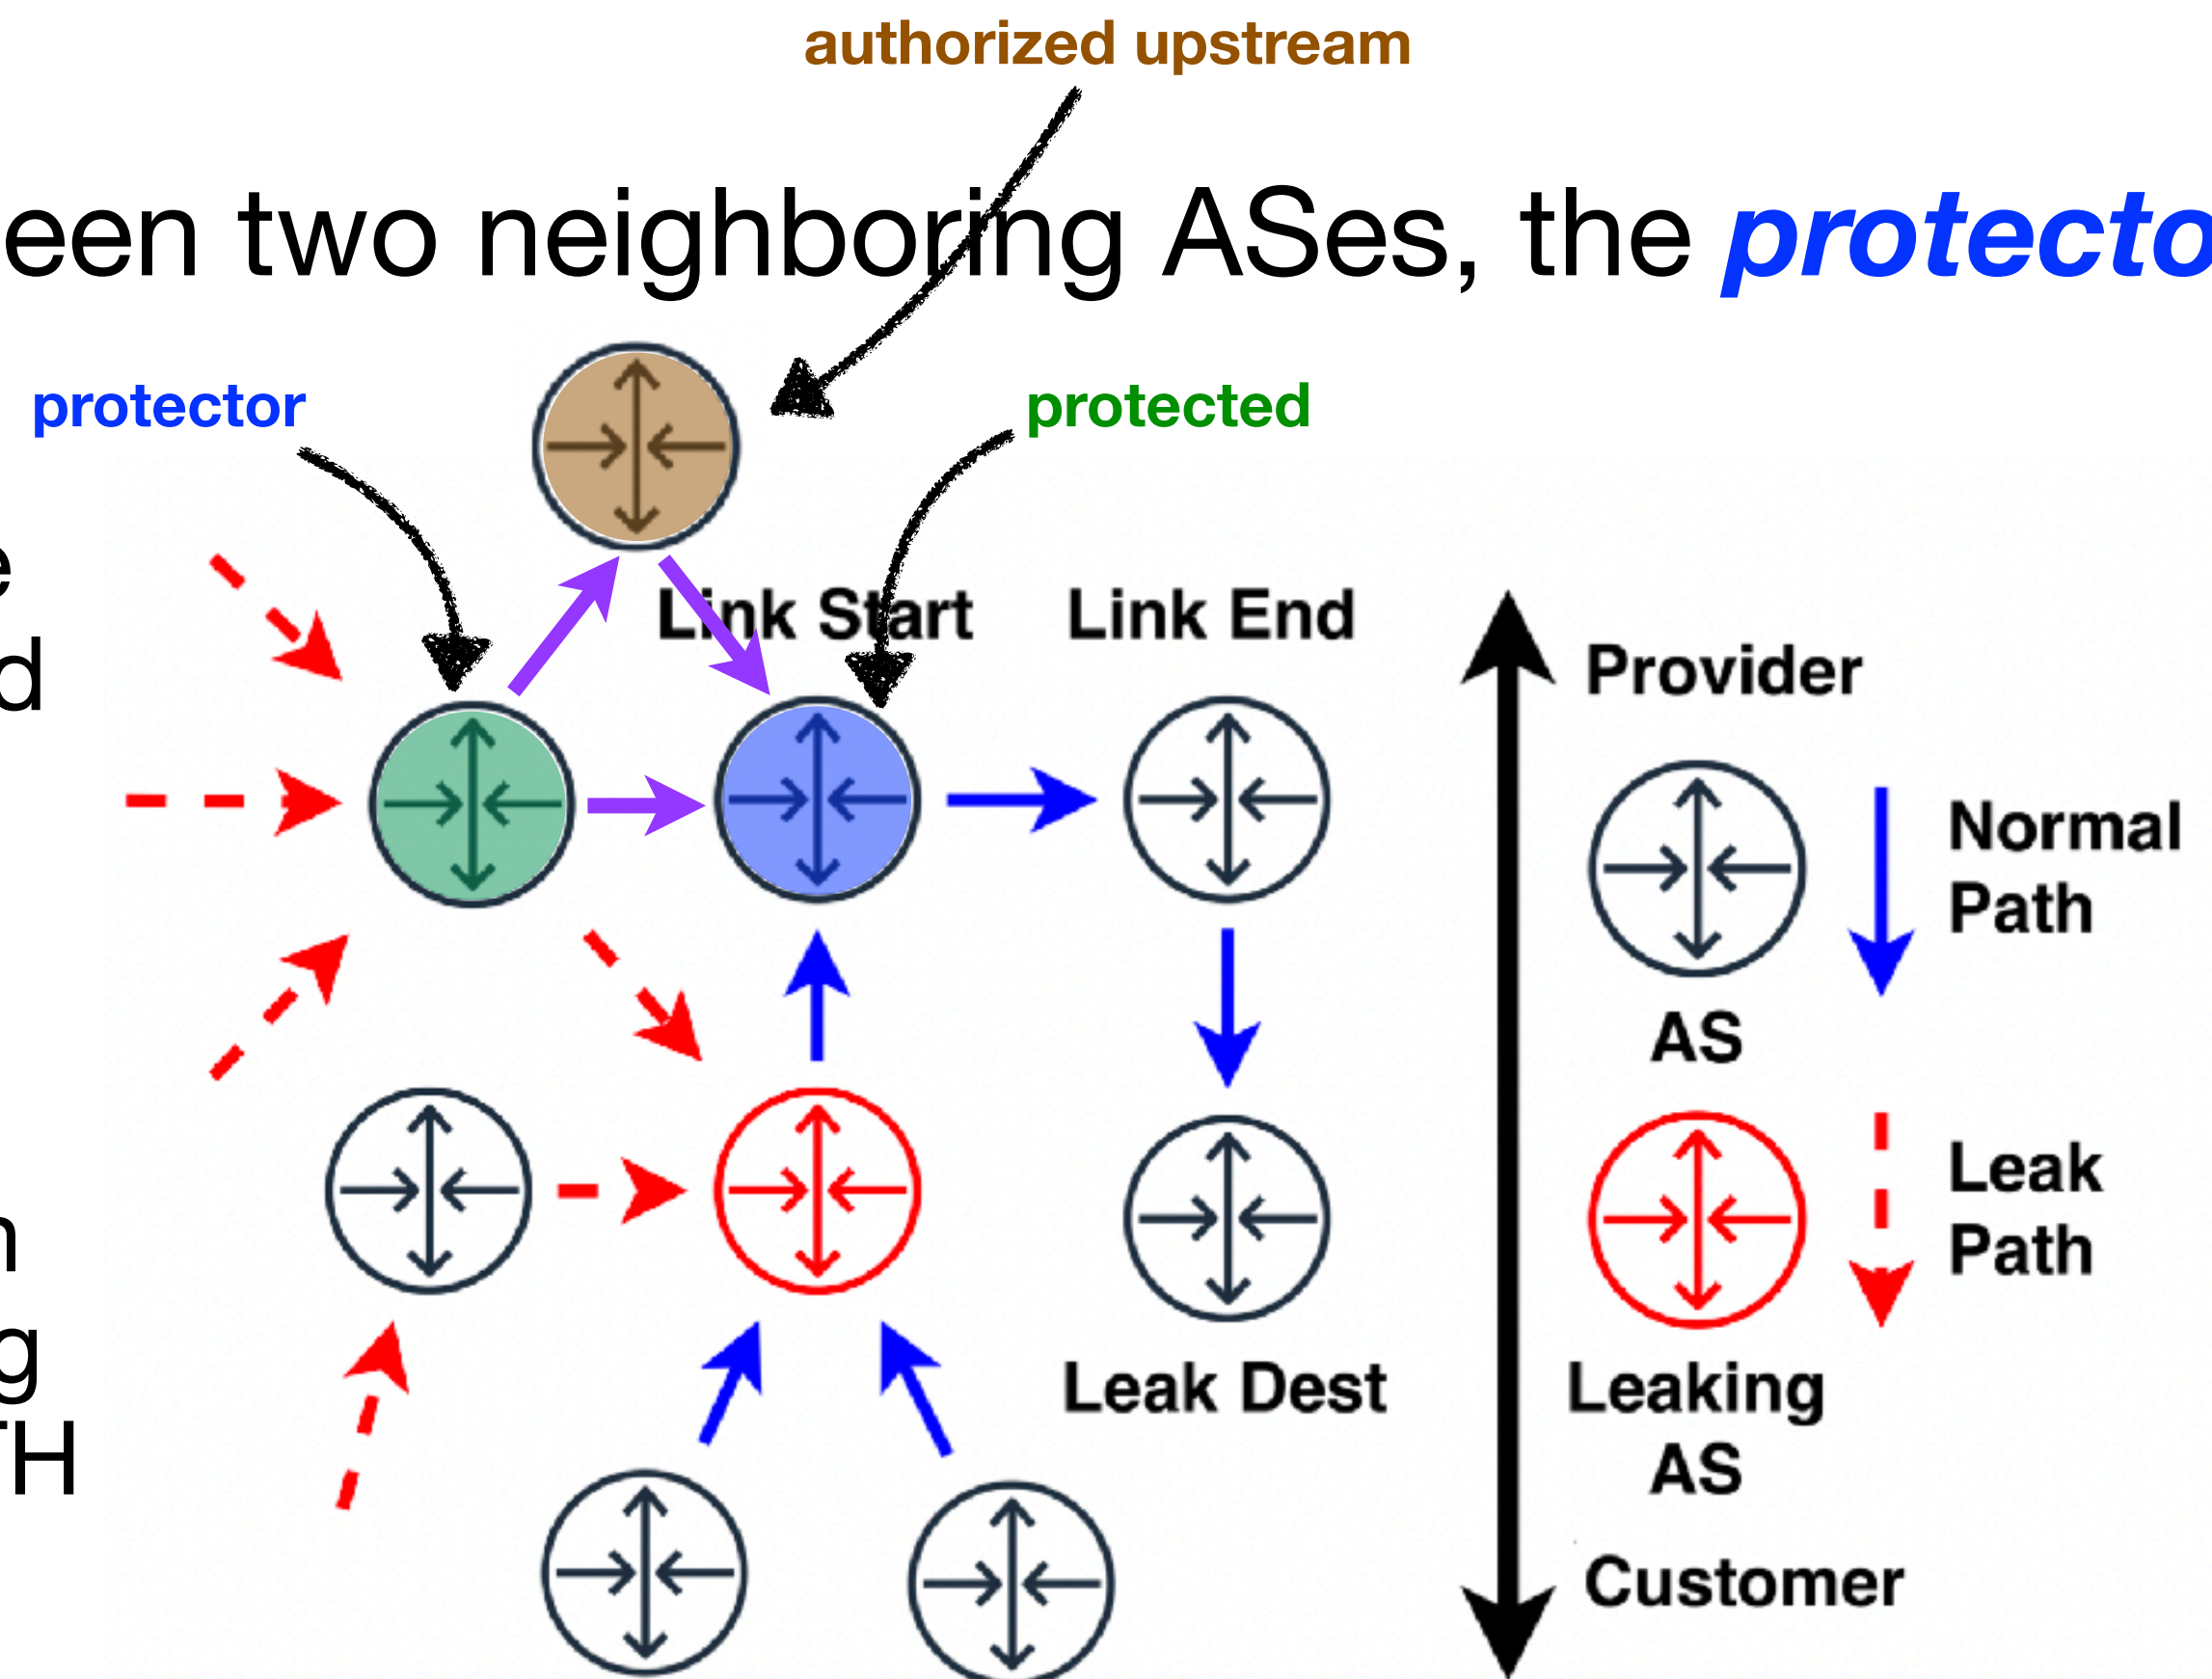 authorized upstream
een two neighboring ASes, the protecto
protector
protected
e
d
Link Start
Link End
Provider
Normal
Path
AS
Leak
Path
n
g
TH
Leak Dest
Leaking
AS
Customer